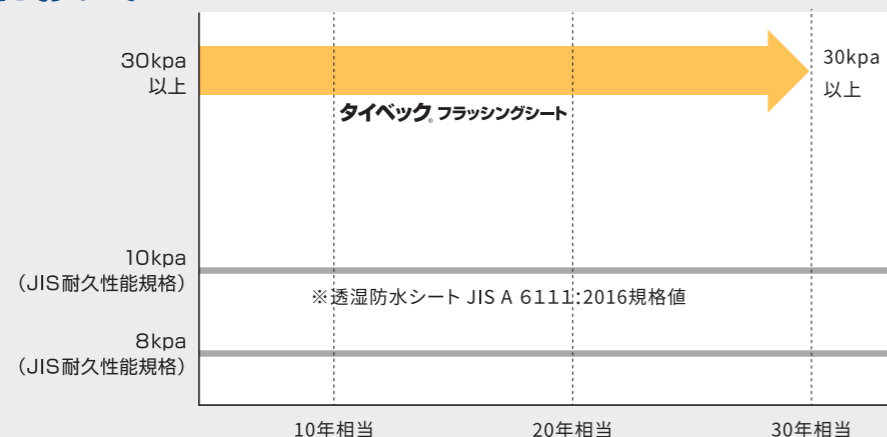 30kpa
以上
30kpa
以上
タイベック® フラッシングシート
10kpa
（JIS耐久性能規格）
※透湿防水シート JIS A 6111:2016規格値
8kpa
（JIS耐久性能規格）
10年相当
20年相当
30年相当